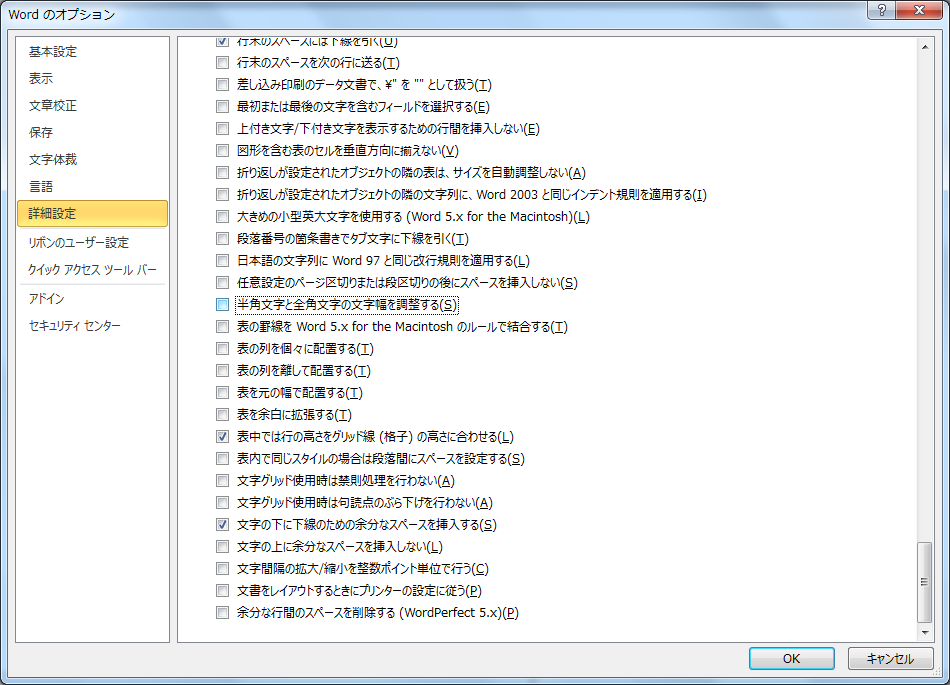 Word のオプション
基本設定
表示
文章校正
保存
文字体裁
言語
詳細設定
リボンのユーザー設定
クイック アクセス ツール バー
アドイン
セキュリティ センター
行末のスペースには下線を引く(U)
行末のスペースを次の行に送る(T)
差し込み印刷のデータ文書で、¥" を "" として扱う(T)
最初または最後の文字を含むフィールドを選択する(E)
上付き文字/下付き文字を表示するための行間を挿入しない(E)
図形を含む表のセルを垂直方向に揃えない(V)
折り返しが設定されたオブジェクトの隣の表は、サイズを自動調整しない(A)
折り返しが設定されたオブジェクトの隣の文字列に、Word 2003 と同じインデント規則を適用する(I)
大きめの小型英大文字を使用する (Word 5.x for the Macintosh)(L)
段落番号の箇条書きでタブ文字に下線を引く(T)
日本語の文字列に Word 97 と同じ改行規則を適用する(L)
任意設定のページ区切りまたは段区切りの後にスペースを挿入しない(S)
半角文字と全角文字の文字幅を調整する(S)
表の罫線を Word 5.x for the Macintosh のルールで結合する(T)
表の列を個々に配置する(T)
表の列を離して配置する(T)
表を元の幅で配置する(T)
表を余白に拡張する(T)
表中では行の高さをグリッド線 (格子) の高さに合わせる(L)
表内で同じスタイルの場合は段落間にスペースを設定する(S)
文字グリッド使用時は禁則処理を行わない(A)
文字グリッド使用時は句読点のぶら下げを行わない(A)
文字の下に下線のための余分なスペースを挿入する(S)
文字の上に余分なスペースを挿入しない(L)
文字間隔の拡大/縮小を整数ポイント単位で行う(C)
文書をレイアウトするときにプリンターの設定に従う(P)
余分な行間のスペースを削除する (WordPerfect 5.x)(P)
OK
キャンセル